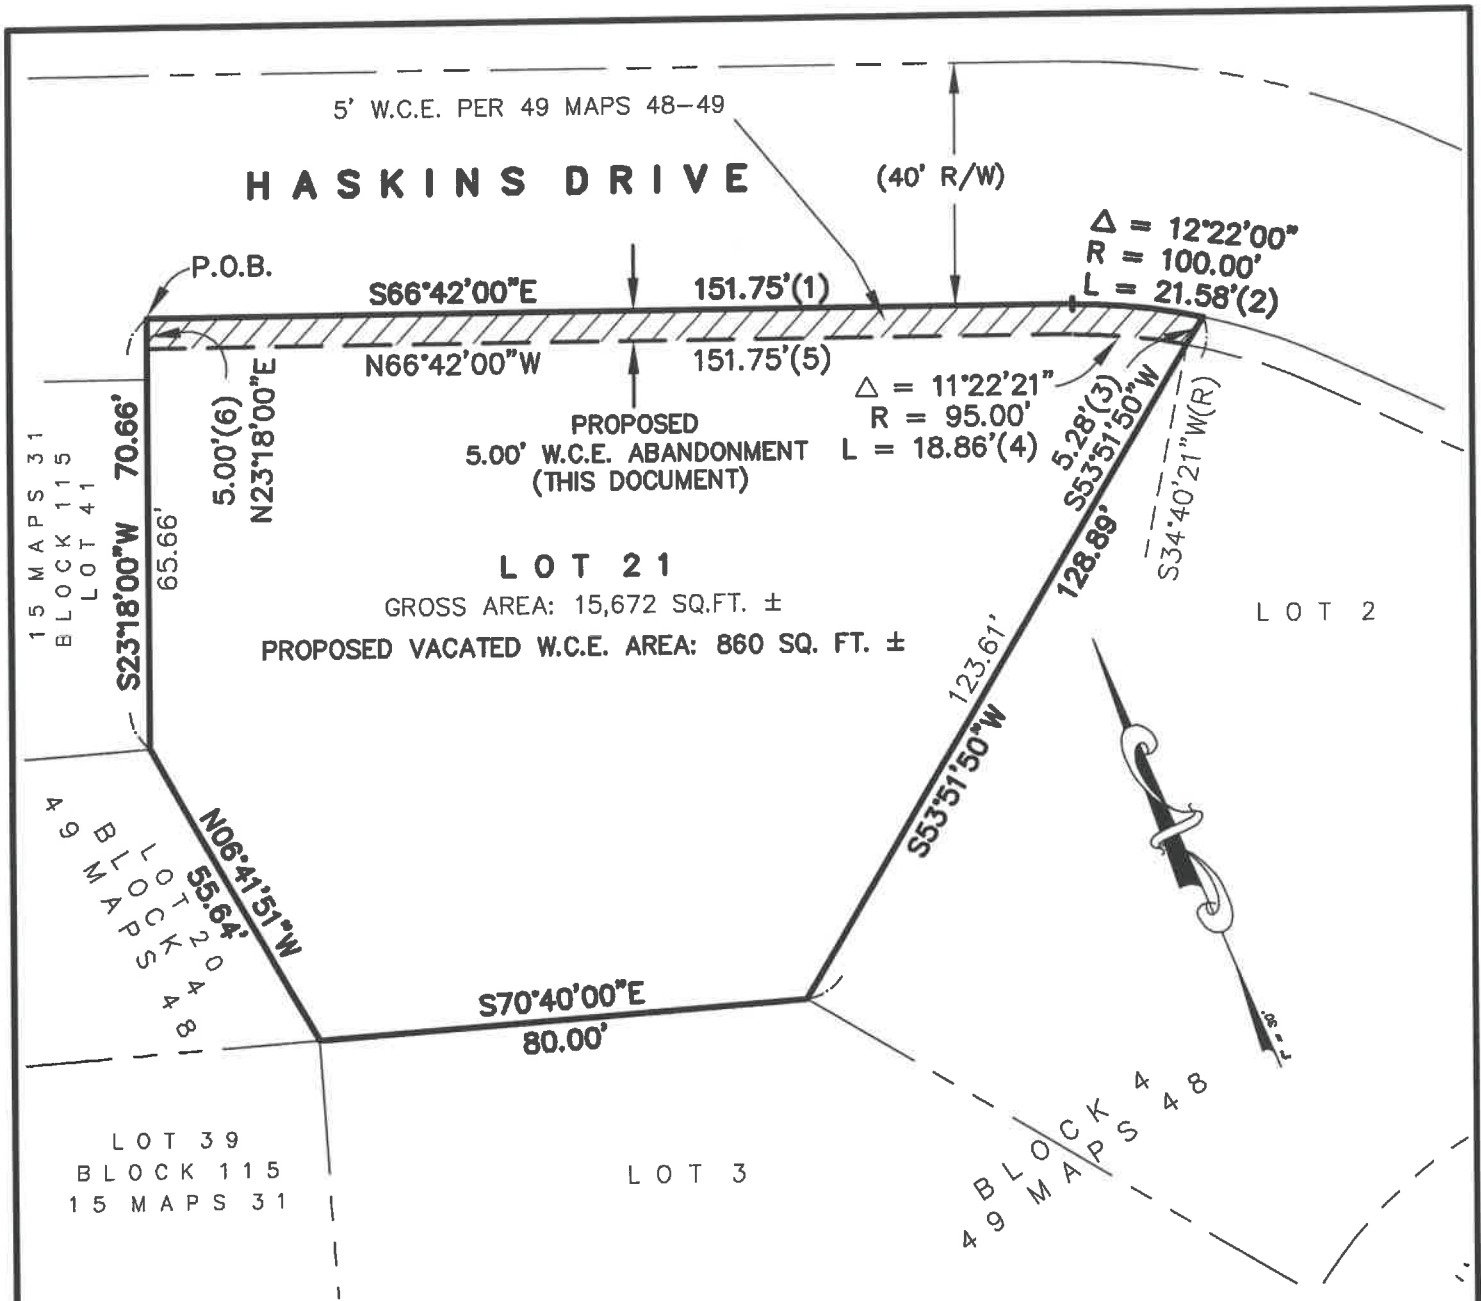 5' W.C.E. PER 49 MAPS 48-49
HASKINS DRIVE
(40' R/W)
Δ = 12°22'00"
R = 100.00'
L = 21.58'(2)
P.O.B.
S66°42'00"E
151.75'(1)
N66°42'00"W
151.75'(5)
5.00'(6)
N23°18'00"E
PROPOSED
5.00' W.C.E. ABANDONMENT
(THIS DOCUMENT)
Δ = 11°22'21"
R = 95.00'
L = 18.86'(4)
5.28'(3)
S53°51'50"W
S34°40'21"W(R)
128.89'
15 MAPS 31
BLOCK 115
LOT 41
S23°18'00"W 70.66'
65.66'
LOT 21
GROSS AREA: 15,672 SQ.FT. ±
PROPOSED VACATED W.C.E. AREA: 860 SQ. FT. ±
LOT 2
123.61'
S53°51'50"W
N06°41'51"W
55.64'
LOT 20
BLOCK 4
49 MAPS 48
S70°40'00"E
80.00'
1" = 30'
LOT 39
BLOCK 115
15 MAPS 31
LOT 3
BLOCK 4
49 MAPS 48